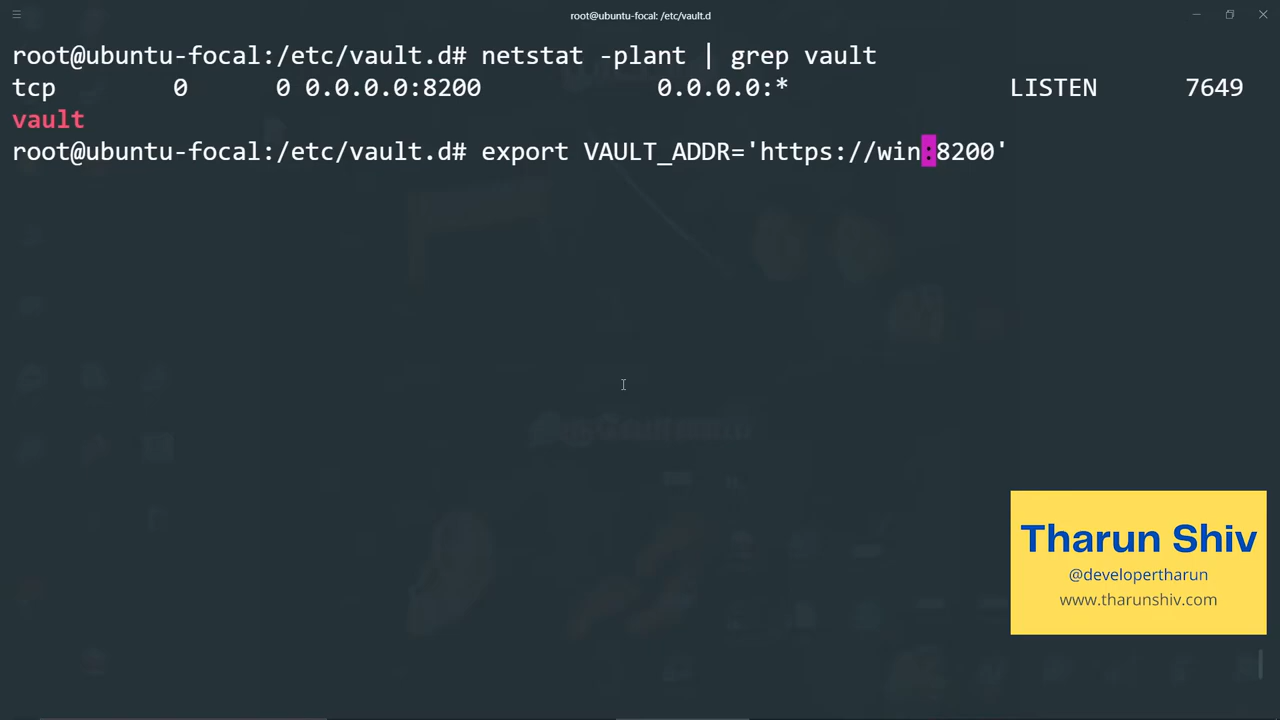 root@ubuntu-focal: /etc/vault.d
root@ubuntu-focal:/etc/vault.d# netstat -plant | grep vault
tcp 0 0 0.0.0.0:8200 0.0.0.0:* LISTEN 7649
vault
root@ubuntu-focal:/etc/vault.d# export VAULT_ADDR='https://win:8200'
Tharun Shiv
@developertharun
www.tharunshiv.com